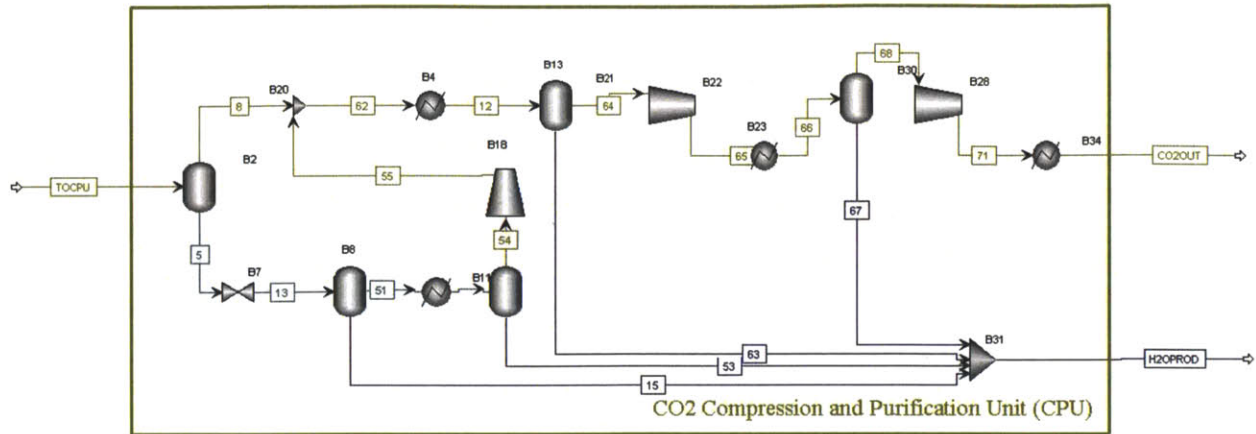 68
B13
B30
B28
B20
B4
B21
B22
8
62
12
64
66
B23
B34
B2
B18
65
71
CO2OUT
TOCPU
55
67
5
54
B8
B7
B11
13
51
B31
63
H2OPROD
53
15
CO2 Compression and Purification Unit (CPU)